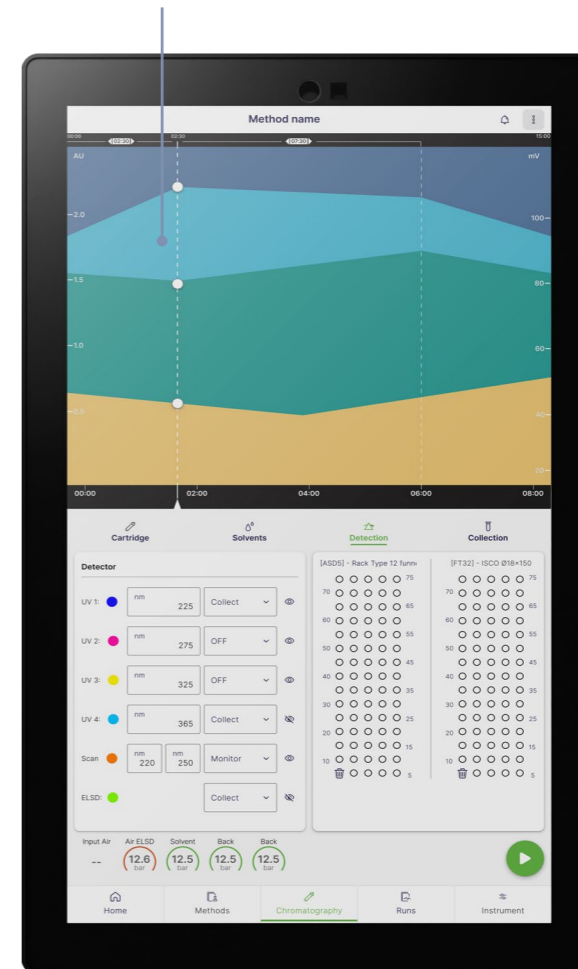 Method name
00:00 (02:30) 02:30 (07:30) 15:00
AU mV
2.0 100
1.5 80
1.0 60
0.5 40
20
00:00 02:00 04:00 06:00 08:00
Cartridge Solvents Detection Collection
Detector
UV 1: nm 225 Collect
UV 2: nm 275 OFF
UV 3: nm 325 OFF
UV 4: nm 365 Collect
Scan nm 220 nm 250 Monitor
ELSD: Collect
[ASD5] - Rack Type 12 funn
75
70
65
60
55
50
45
40
35
30
25
20
15
10
5
[FT32] - ISCO Ø18×150
75
70
65
60
55
50
45
40
35
30
25
20
15
10
5
Input Air Air ELSD Solvent Back Back
-- 12.6 bar 12.5 bar 12.5 bar 12.5 bar
Home Methods Chromatography Runs Instrument